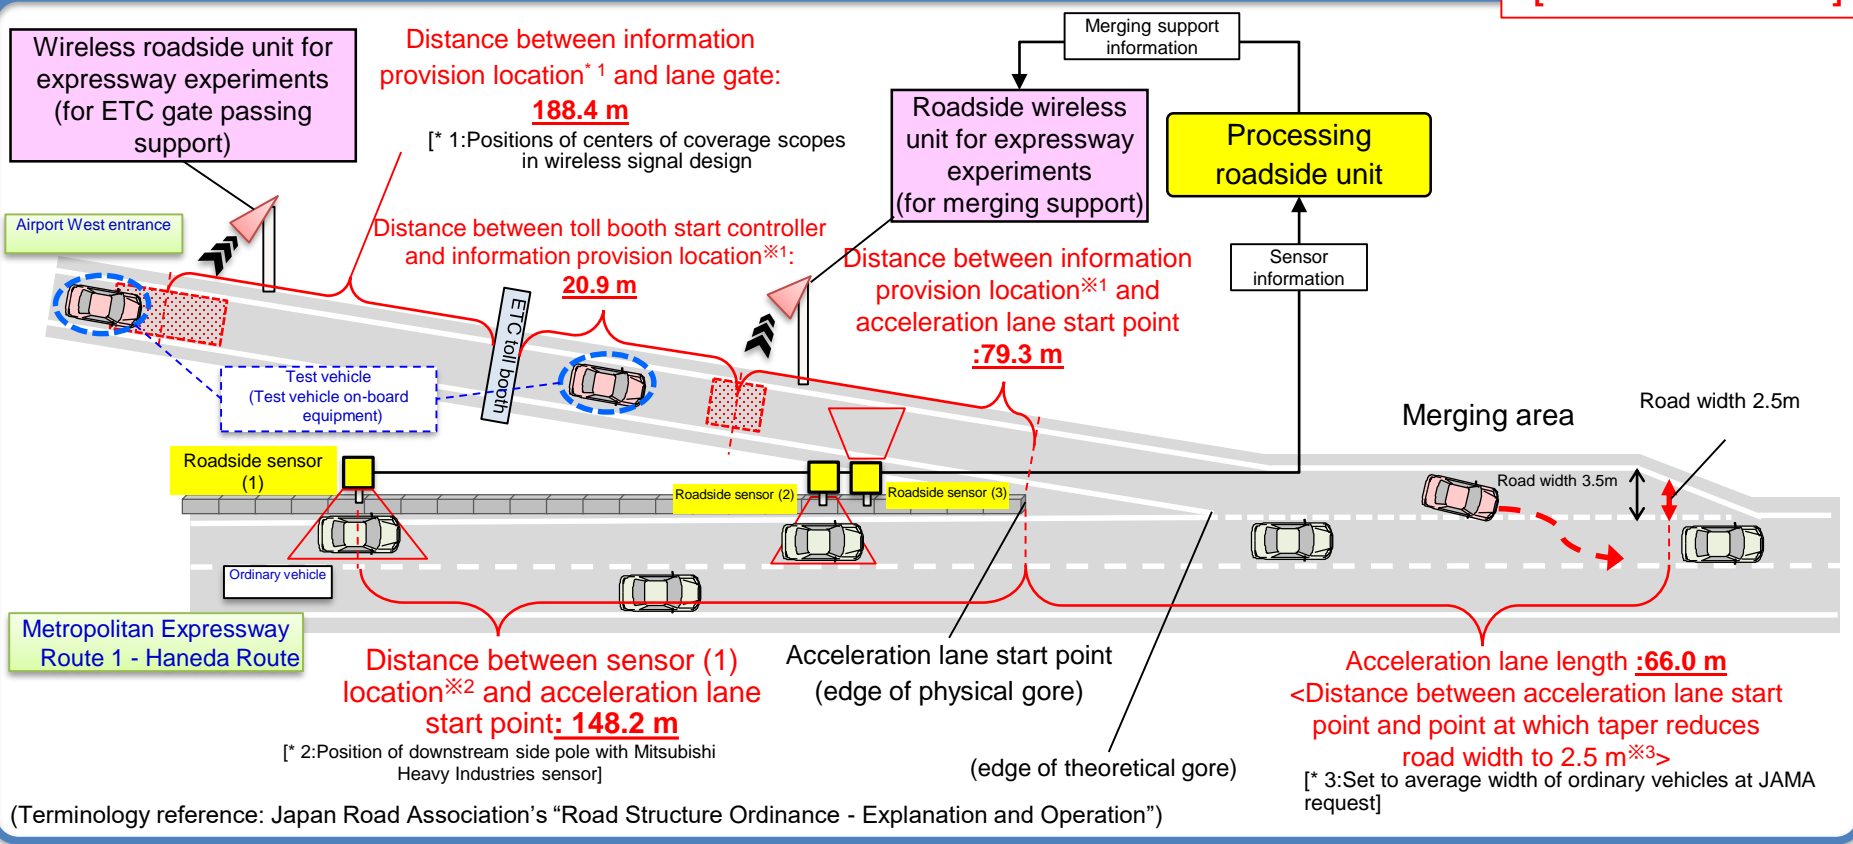 Wireless roadside unit for
expressway experiments
(for ETC gate passing
support)
Distance between information
provision location* 1 and lane gate:
188.4 m
[* 1:Positions of centers of coverage scopes
in wireless signal design
Merging support
information
Roadside wireless
unit for expressway
experiments
(for merging support)
Processing
roadside unit
Airport West entrance
Distance between toll booth start controller
and information provision location※1:
20.9 m
Distance between information
provision location※1 and
acceleration lane start point
:79.3 m
Sensor
information
ETC toll booth
Test vehicle
(Test vehicle on-board
equipment)
Merging area
Road width 2.5m
Road width 3.5m
Roadside sensor
(1)
Roadside sensor (2)
Roadside sensor (3)
Ordinary vehicle
Metropolitan Expressway
Route 1 - Haneda Route
Distance between sensor (1)
location※2 and acceleration lane
start point: 148.2 m
[* 2:Position of downstream side pole with Mitsubishi
Heavy Industries sensor]
Acceleration lane start point
(edge of physical gore)
(edge of theoretical gore)
Acceleration lane length :66.0 m
<Distance between acceleration lane start
point and point at which taper reduces
road width to 2.5 m※3>
[* 3:Set to average width of ordinary vehicles at JAMA
request]
(Terminology reference: Japan Road Association’s “Road Structure Ordinance - Explanation and Operation”)